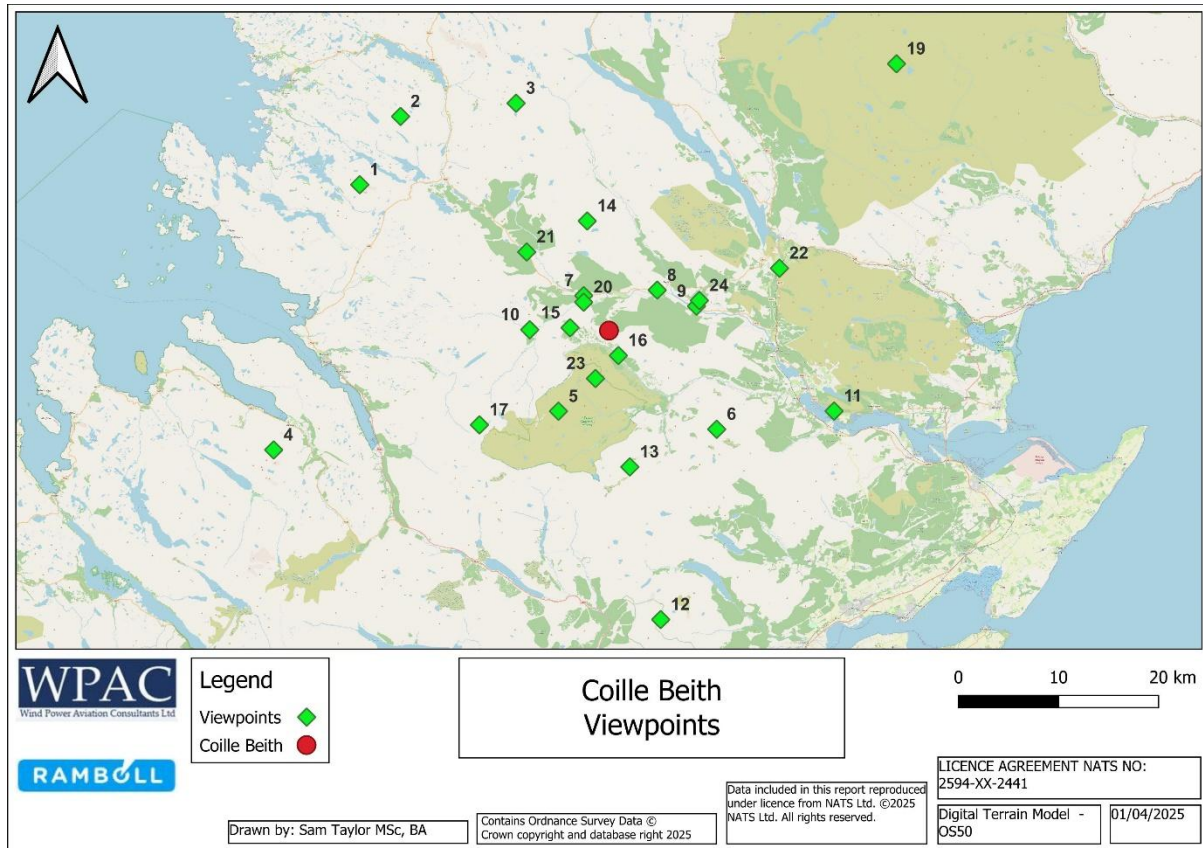 19
3
2
1
14
21
22
8
24
7
20
9
10
15
16
23
5
11
17
6
4
13
12
WPAC
Wind Power Aviation Consultants Ltd
RAMBOLL
Legend
Viewpoints
Coille Beith
Coille Beith
Viewpoints
0 10 20 km
Drawn by: Sam Taylor MSc, BA
Contains Ordnance Survey Data ©
Crown copyright and database right 2025
Data included in this report reproduced
under licence from NATS Ltd. ©2025
NATS Ltd. All rights reserved.
LICENCE AGREEMENT NATS NO:
2594-XX-2441
Digital Terrain Model -
OS50
01/04/2025